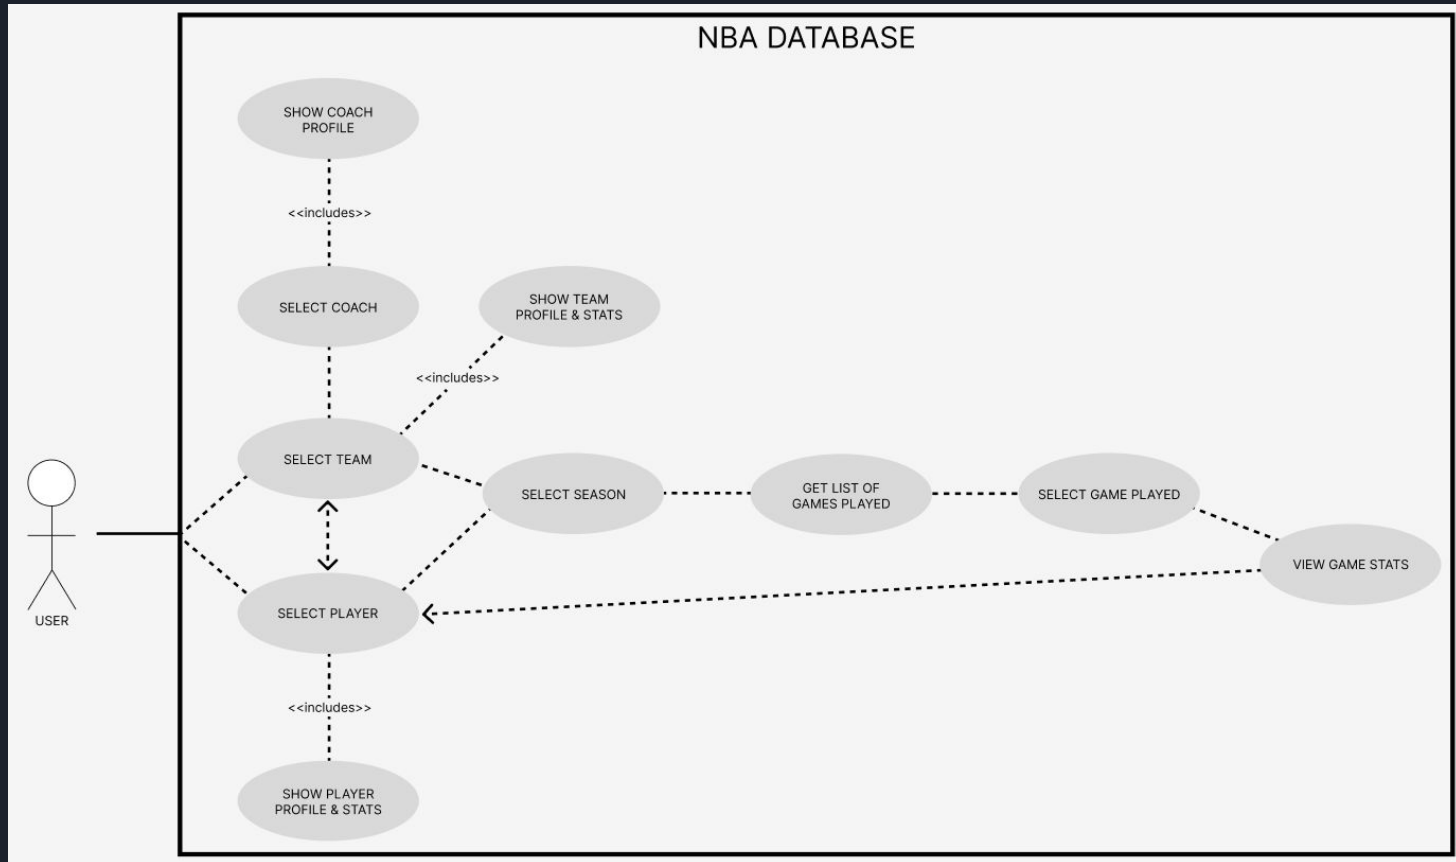 NBA DATABASE
SHOW COACH
PROFILE
<<includes>>
SELECT COACH
SHOW TEAM
PROFILE & STATS
<<includes>>
SELECT TEAM
SELECT SEASON
GET LIST OF
GAMES PLAYED
SELECT GAME PLAYED
VIEW GAME STATS
SELECT PLAYER
USER
<<includes>>
SHOW PLAYER
PROFILE & STATS